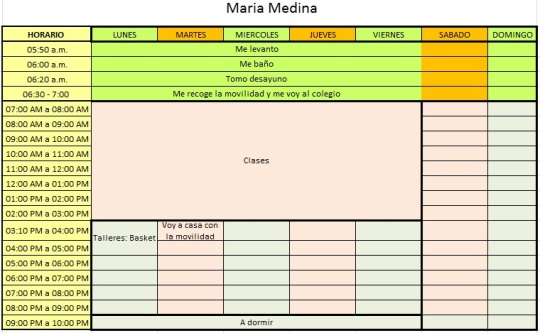 Maria Medina
HORARIO LUNES MARTES MIERCOLES JUEVES VIERNES SABADO DOMINGO
05:50 a.m. Me levanto
06:00 a.m. Me baño
06:20 a.m. Tomo desayuno
06:30 - 7:00 Me recoge la movilidad y me voy al colegio
07:00 AM a 08:00 AM
08:00 AM a 09:00 AM
09:00 AM a 10:00 AM
10:00 AM a 11:00 AM
Clases
11:00 AM a 12:00 AM
12:00 AM a 01:00 PM
01:00 PM a 02:00 PM
02:00 PM a 03:00 PM
03:10 PM a 04:00 PM Talleres: Basket Voy a casa con
la movilidad
04:00 PM a 05:00 PM
05:00 PM a 06:00 PM
06:00 PM a 07:00 PM
07:00 PM a 08:00 PM
08:00 PM a 09:00 PM
09:00 PM a 10:00 PM A dormir